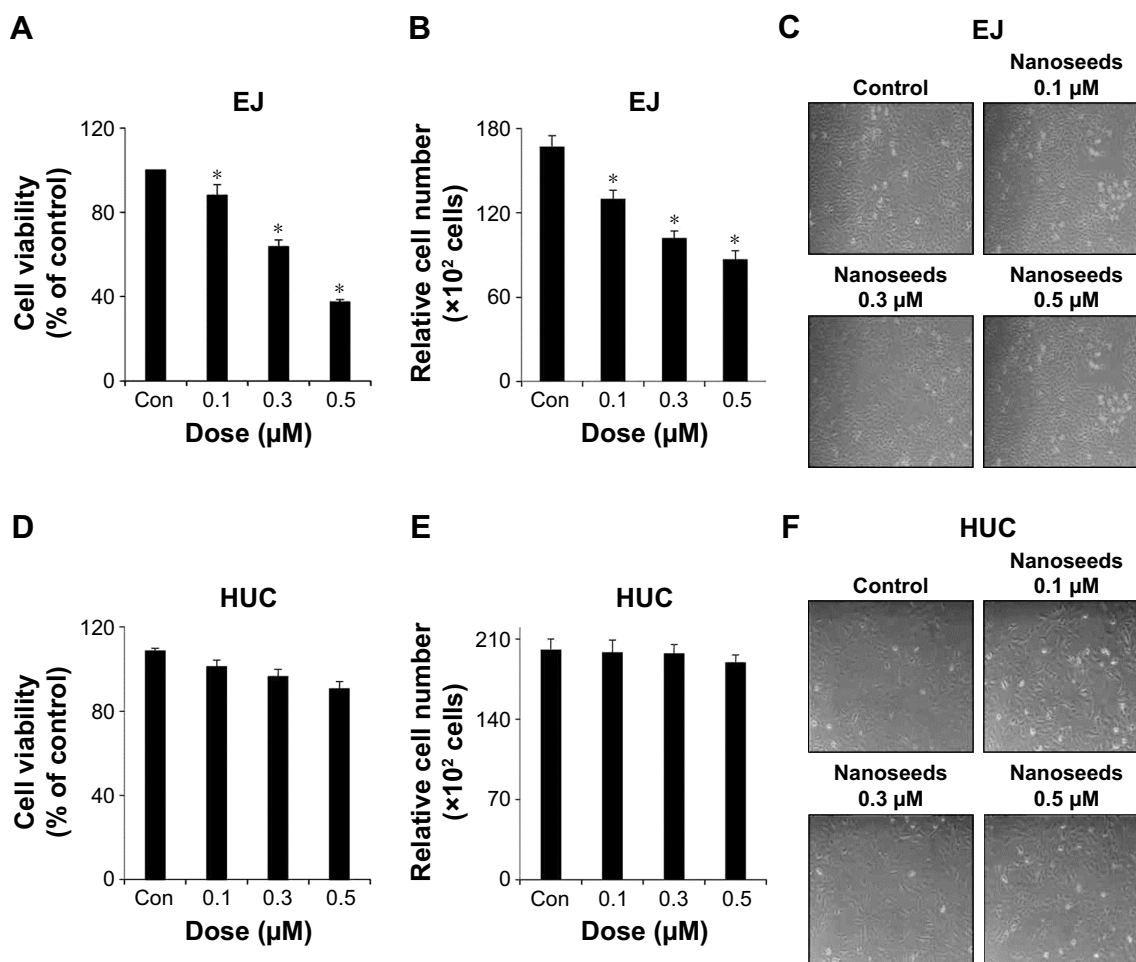 A
EJ
Cell viability
(% of control)
120
80
40
0
*
*
*
Con 0.1 0.3 0.5
Dose (µM)
B
EJ
Relative cell number
(×10² cells)
180
120
60
0
*
*
*
Con 0.1 0.3 0.5
Dose (µM)
C
EJ
Control
Nanoseeds
0.1 µM
Nanoseeds
0.3 µM
Nanoseeds
0.5 µM
D
HUC
Cell viability
(% of control)
120
80
40
0
Con 0.1 0.3 0.5
Dose (µM)
E
HUC
Relative cell number
(×10² cells)
210
140
70
0
Con 0.1 0.3 0.5
Dose (µM)
F
HUC
Control
Nanoseeds
0.1 µM
Nanoseeds
0.3 µM
Nanoseeds
0.5 µM